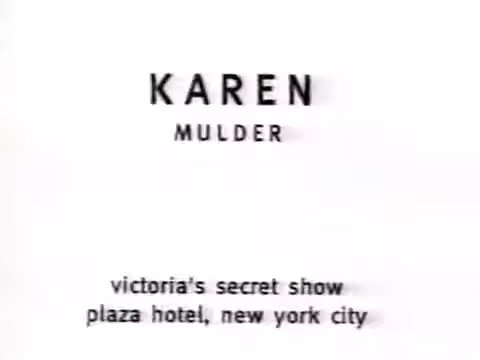 KAREN
MULDER
victoria's secret show
plaza hotel, new york city